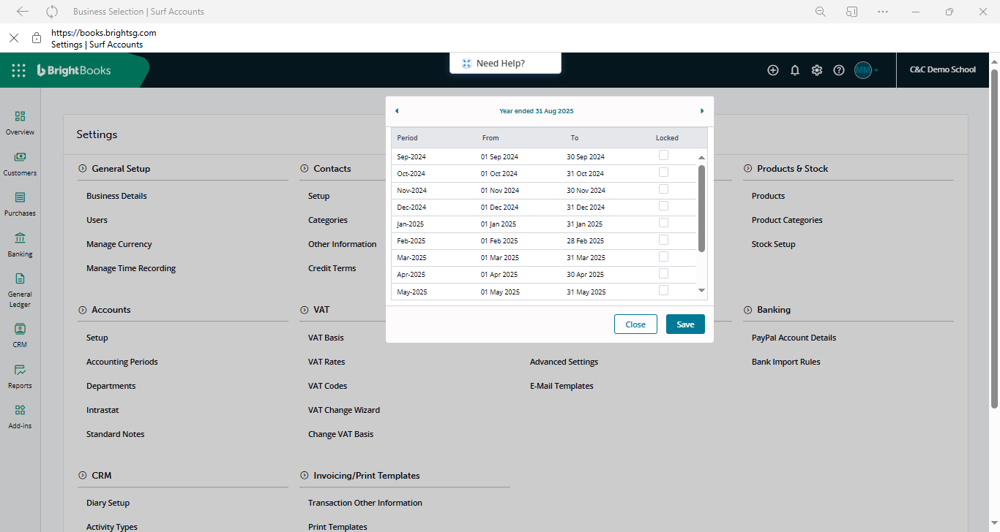 Business Selection | Surf Accounts
https://books.brightsg.com
Settings | Surf Accounts
BrightBooks
Need Help?
MM
C&C Demo School
Overview
Customers
Purchases
Banking
General
Ledger
CRM
Reports
Add-ins
Settings
General Setup
Business Details
Users
Manage Currency
Manage Time Recording
Contacts
Setup
Categories
Other Information
Credit Terms
Products & Stock
Products
Product Categories
Stock Setup
Year ended 31 Aug 2025
Period From To Locked
Sep-2024 01 Sep 2024 30 Sep 2024
Oct-2024 01 Oct 2024 31 Oct 2024
Nov-2024 01 Nov 2024 30 Nov 2024
Dec-2024 01 Dec 2024 31 Dec 2024
Jan-2025 01 Jan 2025 31 Jan 2025
Feb-2025 01 Feb 2025 28 Feb 2025
Mar-2025 01 Mar 2025 31 Mar 2025
Apr-2025 01 Apr 2025 30 Apr 2025
May-2025 01 May 2025 31 May 2025
Close Save
Accounts
Setup
Accounting Periods
Departments
Intrastat
Standard Notes
VAT
VAT Basis
VAT Rates
VAT Codes
VAT Change Wizard
Change VAT Basis
Advanced Settings
E-Mail Templates
Banking
PayPal Account Details
Bank Import Rules
CRM
Diary Setup
Activity Types
Invoicing/Print Templates
Transaction Other Information
Print Templates